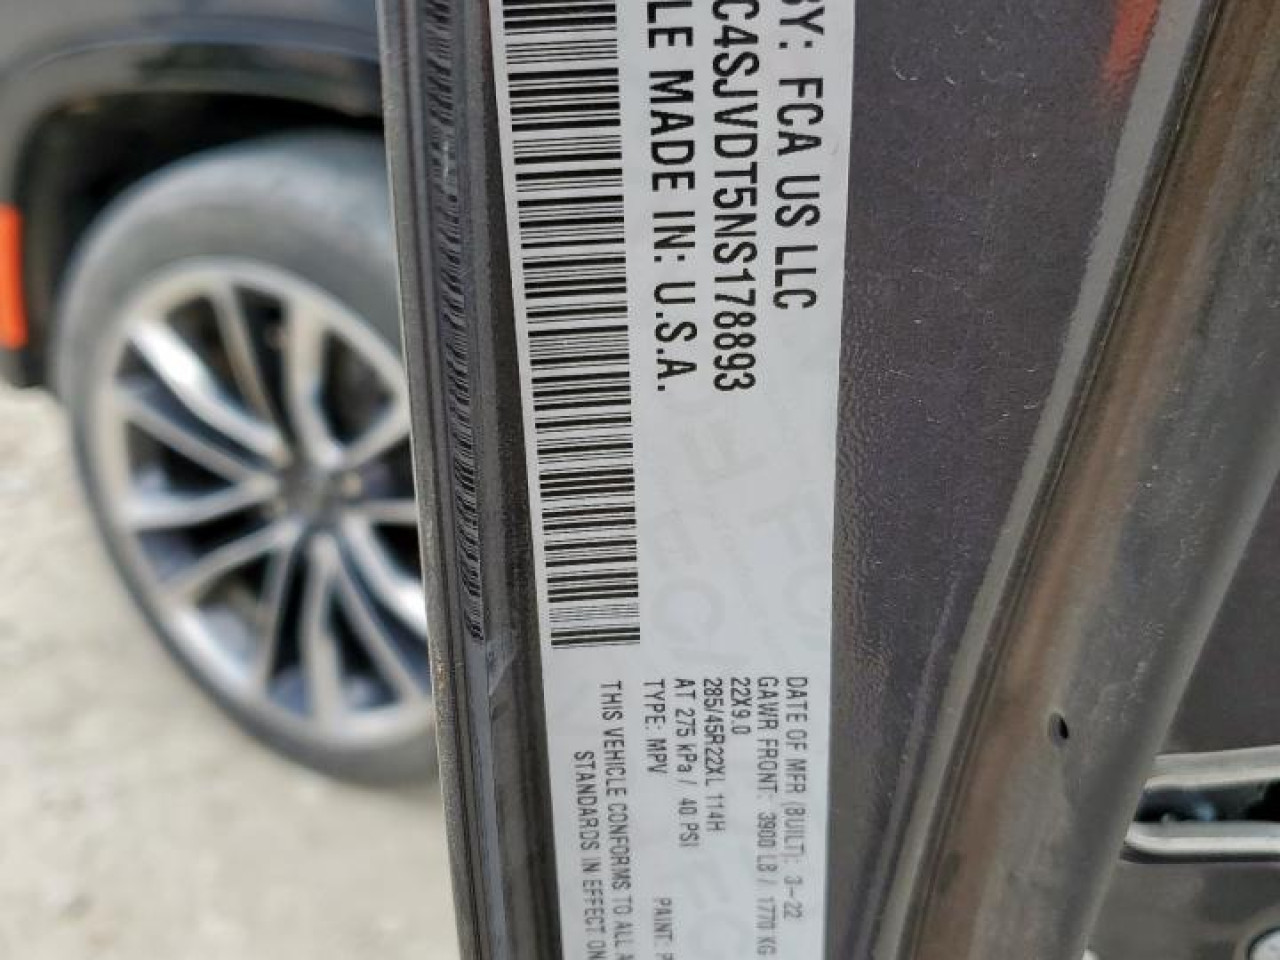 BY: FCA US LLC
C4SJVDT5NS178893
LE MADE IN: U.S.A.
DATE OF MFR (BUILT): 3-22
GAWR FRONT: 3900 LB / 1770 KG
22X9.0
285/45R22XL 114H
AT 275 kPa / 40 PSI
TYPE: MPV PAINT: P
THIS VEHICLE CONFORMS TO ALL A
STANDARDS IN EFFECT ON